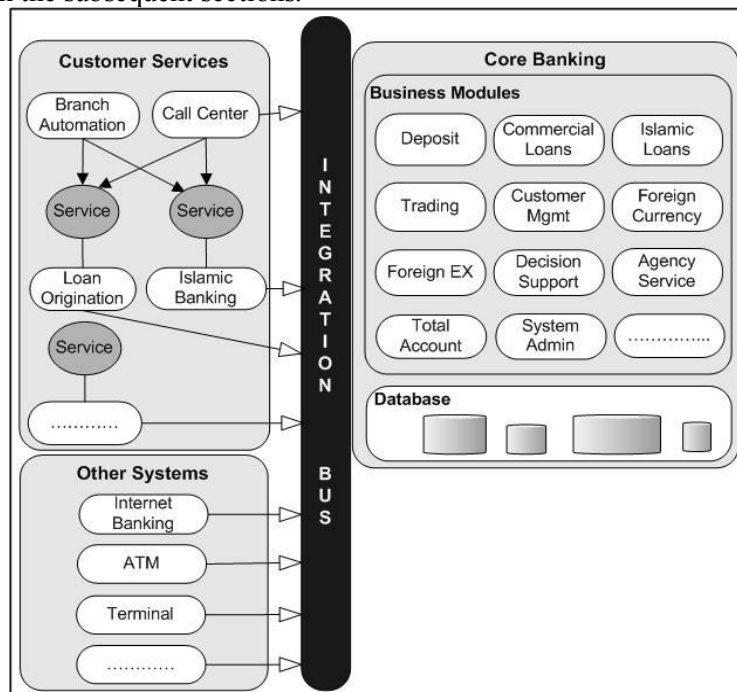 n the subsequent sections.
Customer Services
Branch
Automation
Call Center
Service
Service
Loan
Origination
Islamic
Banking
Service
............
Other Systems
Internet
Banking
ATM
Terminal
............
INTEGRATION BUS
Core Banking
Business Modules
Deposit
Commercial
Loans
Islamic
Loans
Trading
Customer
Mgmt
Foreign
Currency
Foreign EX
Decision
Support
Agency
Service
Total
Account
System
Admin
...............
Database